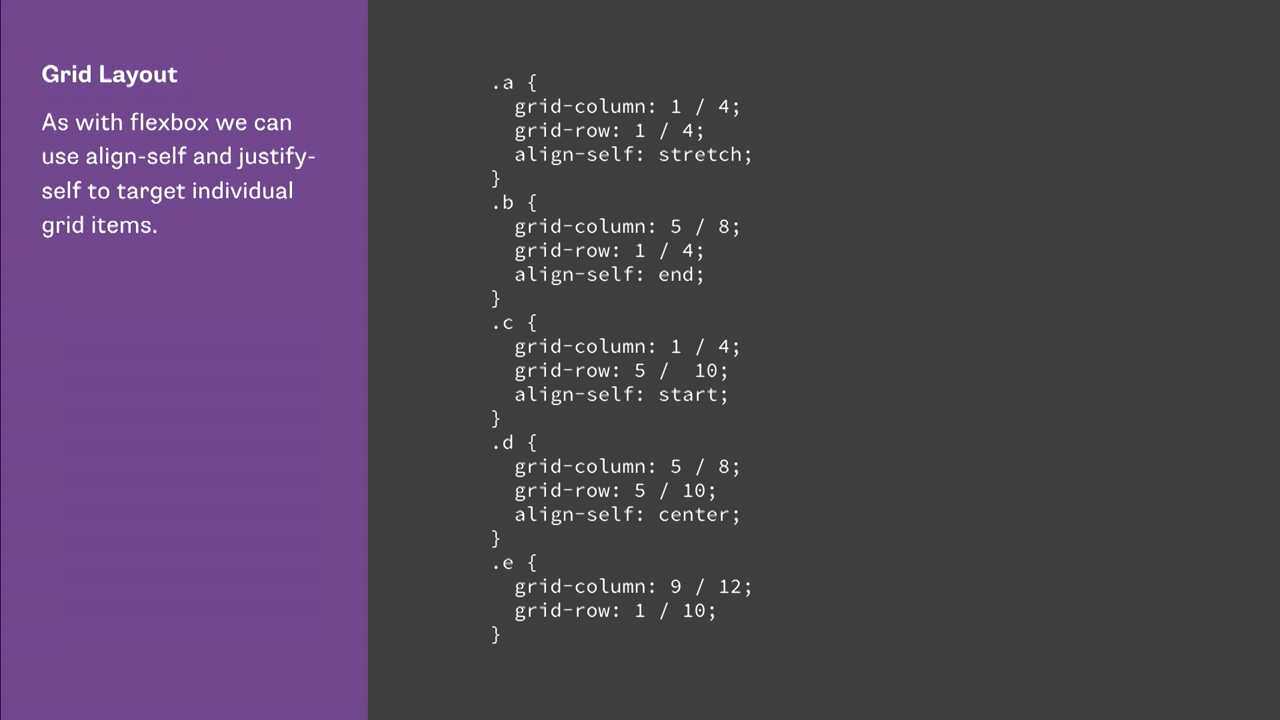 Grid Layout
As with flexbox we can
use align-self and justify-
self to target individual
grid items.
.a {
  grid-column: 1 / 4;
  grid-row: 1 / 4;
  align-self: stretch;
}
.b {
  grid-column: 5 / 8;
  grid-row: 1 / 4;
  align-self: end;
}
.c {
  grid-column: 1 / 4;
  grid-row: 5 /  10;
  align-self: start;
}
.d {
  grid-column: 5 / 8;
  grid-row: 5 / 10;
  align-self: center;
}
.e {
  grid-column: 9 / 12;
  grid-row: 1 / 10;
}